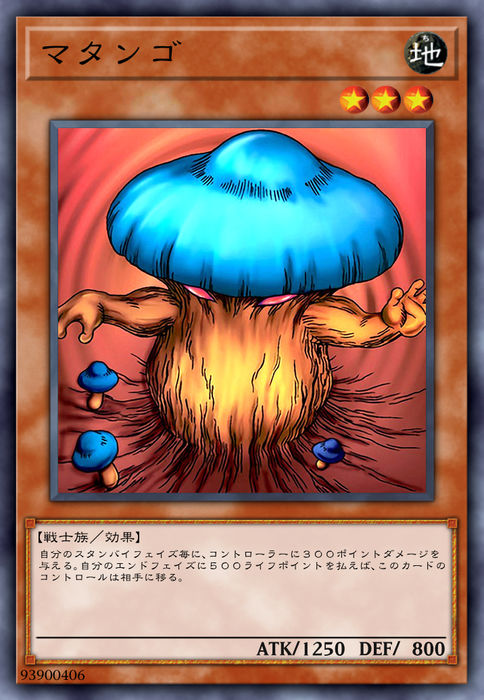 マタンゴ
ち
地
【戦士族／効果】
自分のスタンバイフェイズ毎に、コントローラーに３００ポイントダメージを
与える。自分のエンドフェイズに５００ライフポイントを払えば、このカードの
コントロールは相手に移る。
ATK/1250 DEF/ 800
93900406